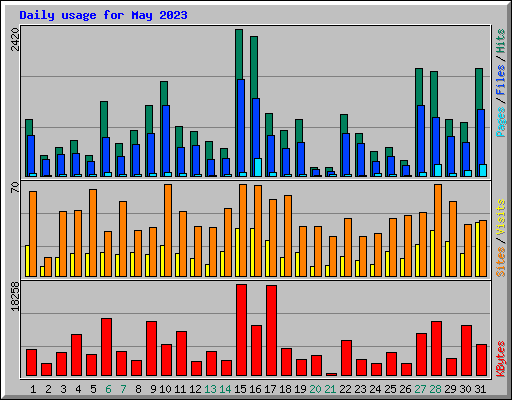 Daily usage for May 2023
2420
Pages / Files / Hits
70
Sites / Visits
18258
KBytes
1 2 3 4 5 6 7 8 9 10 11 12 13 14 15 16 17 18 19 20 21 22 23 24 25 26 27 28 29 30 31